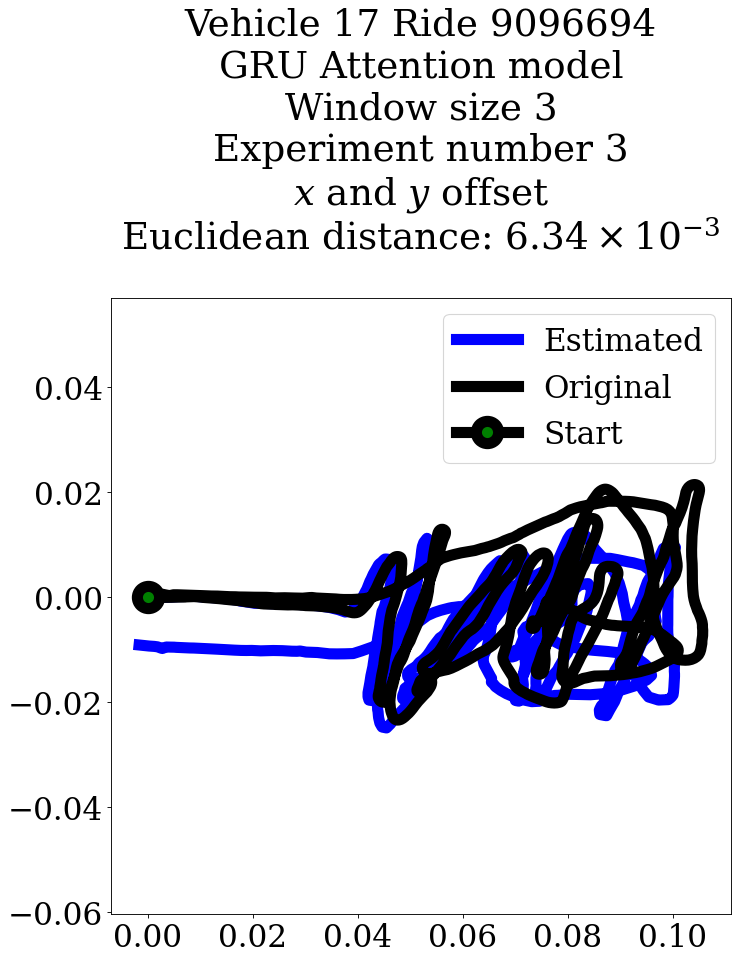 Vehicle 17 Ride 9096694
GRU Attention model
Window size 3
Experiment number 3
x and y offset
Euclidean distance: 6.34 × 10⁻³
Estimated
Original
Start
0.04
0.02
0.00
−0.02
−0.04
−0.06
0.00 0.02 0.04 0.06 0.08 0.10